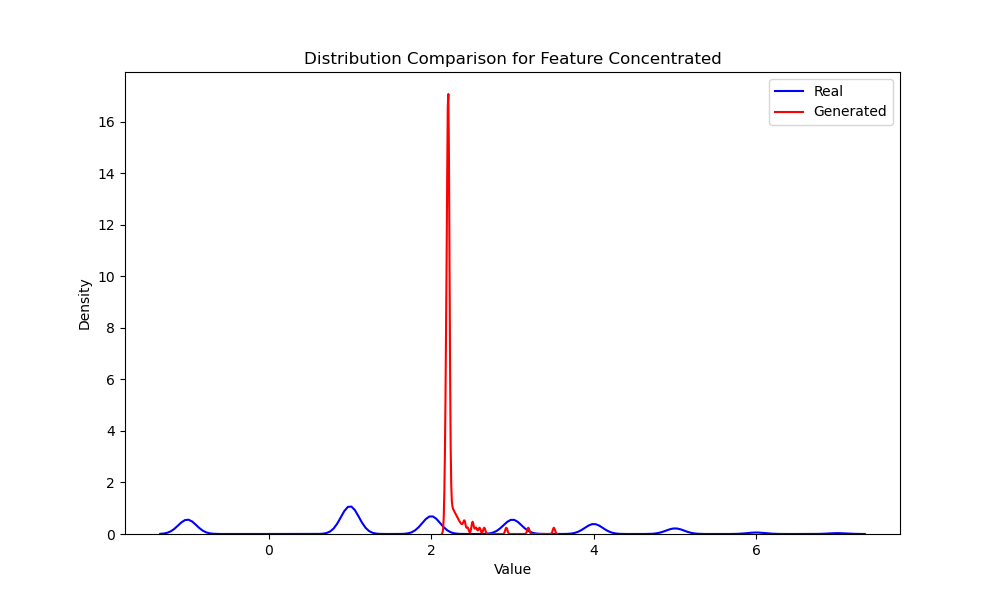 Distribution Comparison for Feature Concentrated
Real
Generated
16
14
12
10
8
6
4
2
0
Density
0
2
4
6
Value